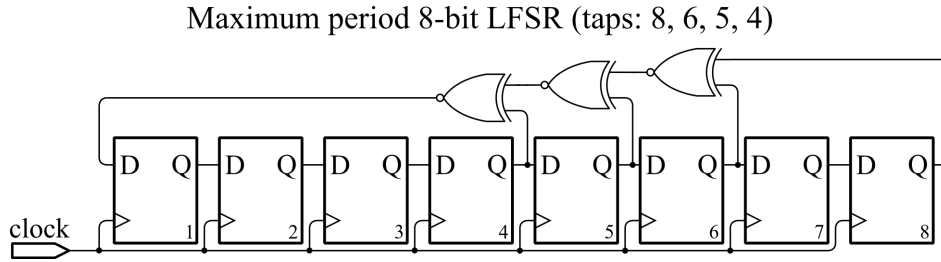 Maximum period 8-bit LFSR (taps: 8, 6, 5, 4)
D Q D Q D Q D Q D Q D Q D Q D Q
clock 1 2 3 4 5 6 7 8